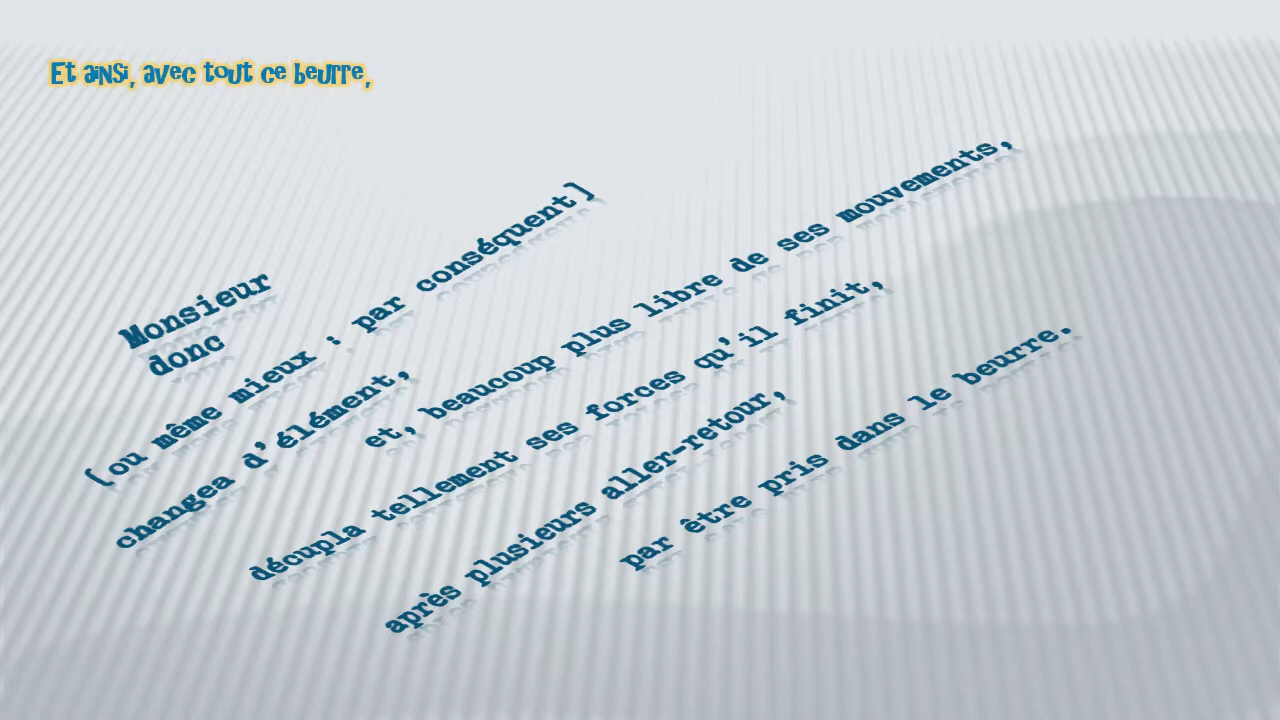 Et ainsi, avec tout ce beurre,
Monsieur
donc
(ou même mieux : par conséquent)
changea d'élément,
et, beaucoup plus libre de ses mouvements,
décupla tellement ses forces qu'il finit,
après plusieurs aller-retour,
par être pris dans le beurre.